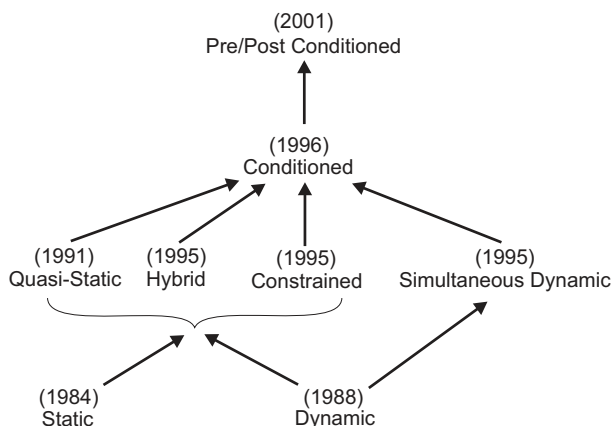 (2001)
Pre/Post Conditioned
(1996)
Conditioned
(1991)
Quasi-Static
(1995)
Hybrid
(1995)
Constrained
(1995)
Simultaneous Dynamic
(1984)
Static
(1988)
Dynamic